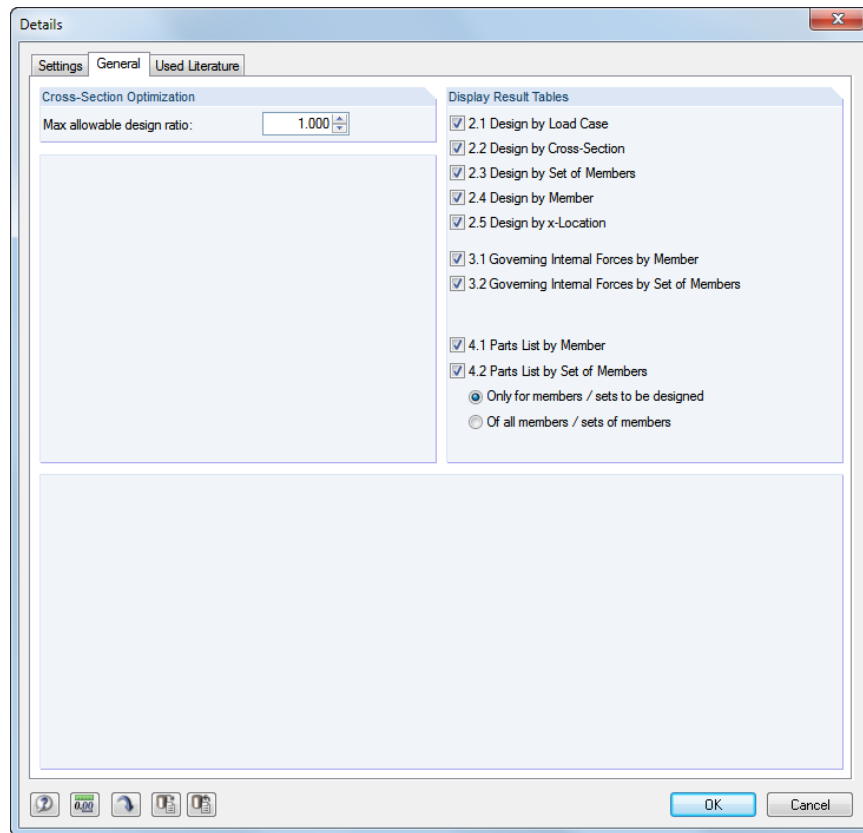 Details
Settings
General
Used Literature
Cross-Section Optimization
Max allowable design ratio:
1.000
Display Result Tables
2.1 Design by Load Case
2.2 Design by Cross-Section
2.3 Design by Set of Members
2.4 Design by Member
2.5 Design by x-Location
3.1 Governing Internal Forces by Member
3.2 Governing Internal Forces by Set of Members
4.1 Parts List by Member
4.2 Parts List by Set of Members
Only for members / sets to be designed
Of all members / sets of members
0.00
OK
Cancel